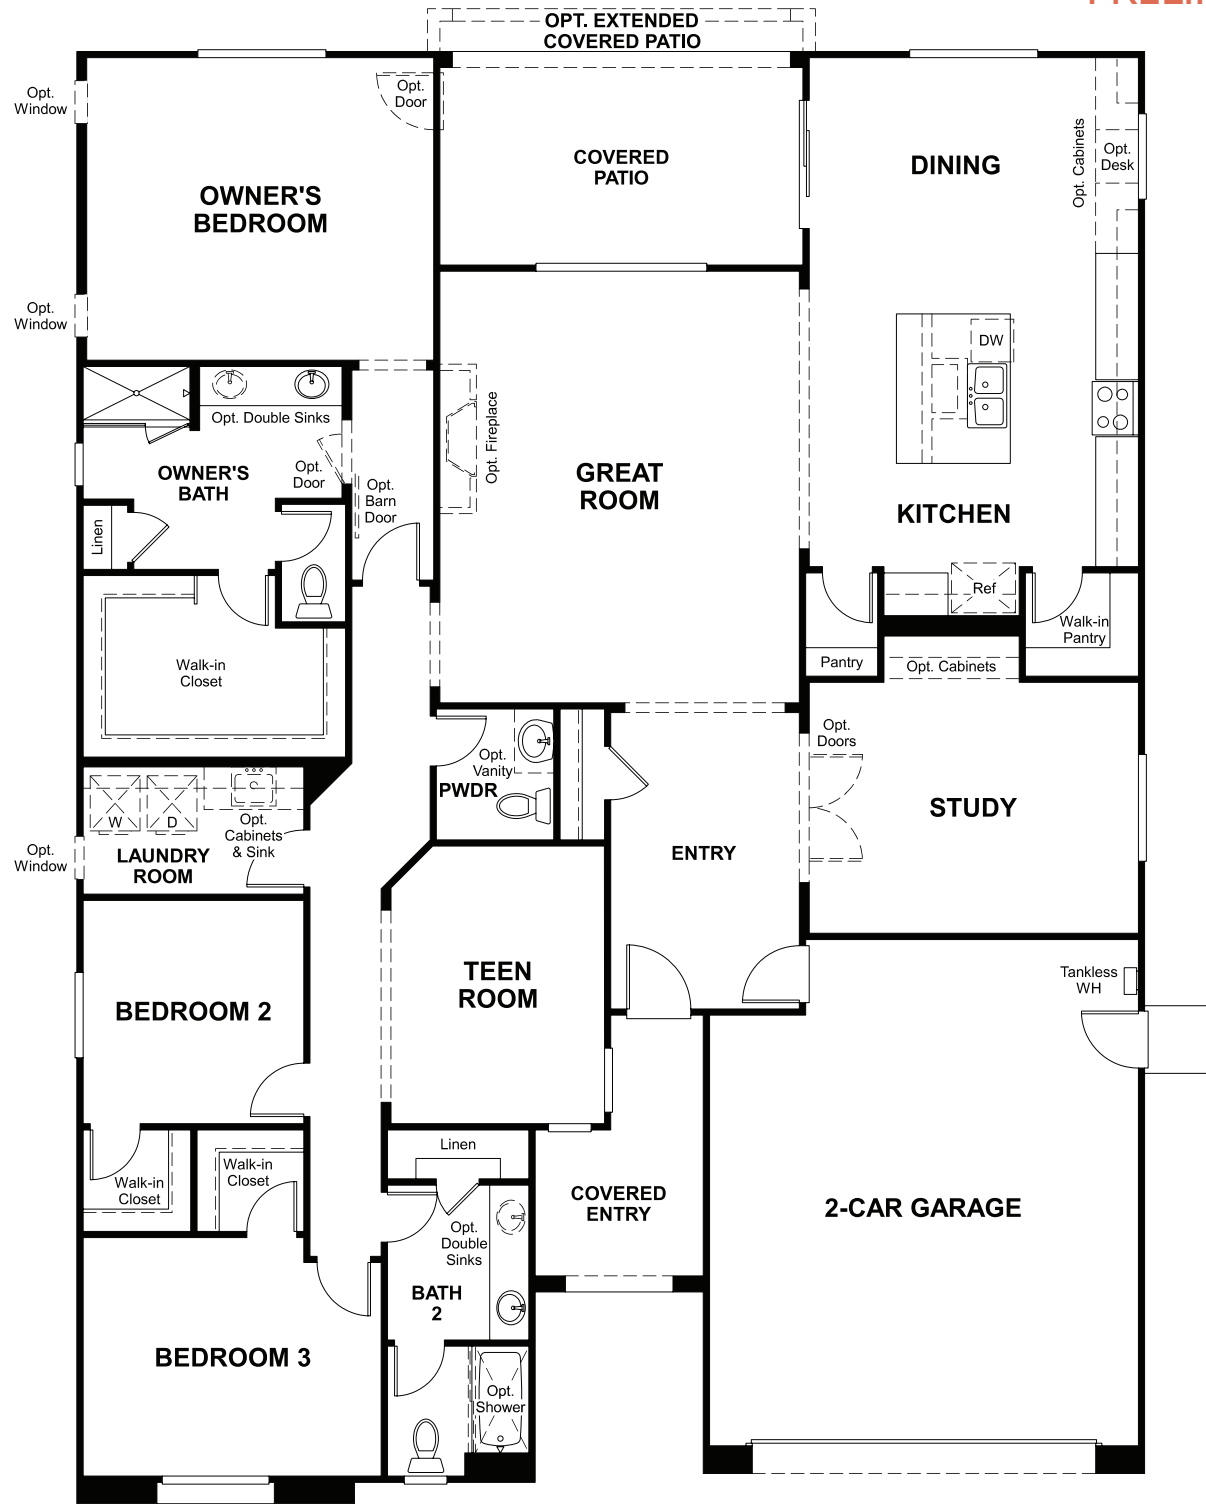 OPT. EXTENDED
COVERED PATIO
Opt.
Window
Opt.
Door
COVERED
PATIO
DINING
Opt. Cabinets
Opt.
Desk
OWNER'S
BEDROOM
Opt.
Window
DW
Opt. Double Sinks
Opt. Fireplace
OWNER'S
BATH
Opt.
Door
Opt.
Barn
Door
GREAT
ROOM
KITCHEN
Linen
Ref
Walk-in
Pantry
Walk-in
Closet
Pantry
Opt. Cabinets
Opt.
Doors
Opt.
Vanity
PWDR
STUDY
W
D
Opt.
Cabinets
& Sink
Opt.
Window
LAUNDRY
ROOM
ENTRY
TEEN
ROOM
Tankless
WH
BEDROOM 2
Linen
Walk-in
Closet
Walk-in
Closet
COVERED
ENTRY
2-CAR GARAGE
Opt.
Double
Sinks
BATH
2
BEDROOM 3
Opt.
Shower